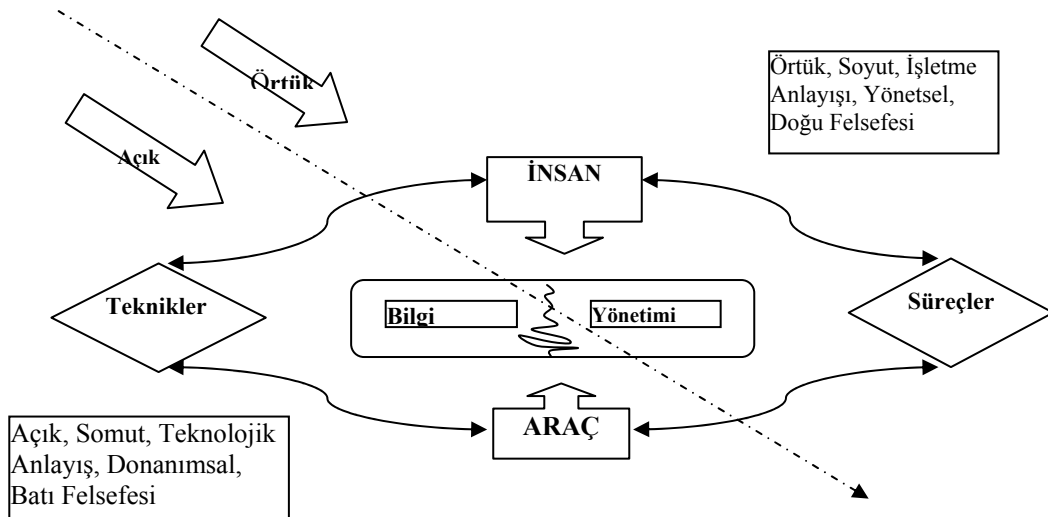 Örtük
Açık
Örtük, Soyut, İşletme
Anlayışı, Yönetsel,
Doğu Felsefesi
İNSAN
Teknikler
Bilgi
Yönetimi
Süreçler
ARAÇ
Açık, Somut, Teknolojik
Anlayış, Donanımsal,
Batı Felsefesi